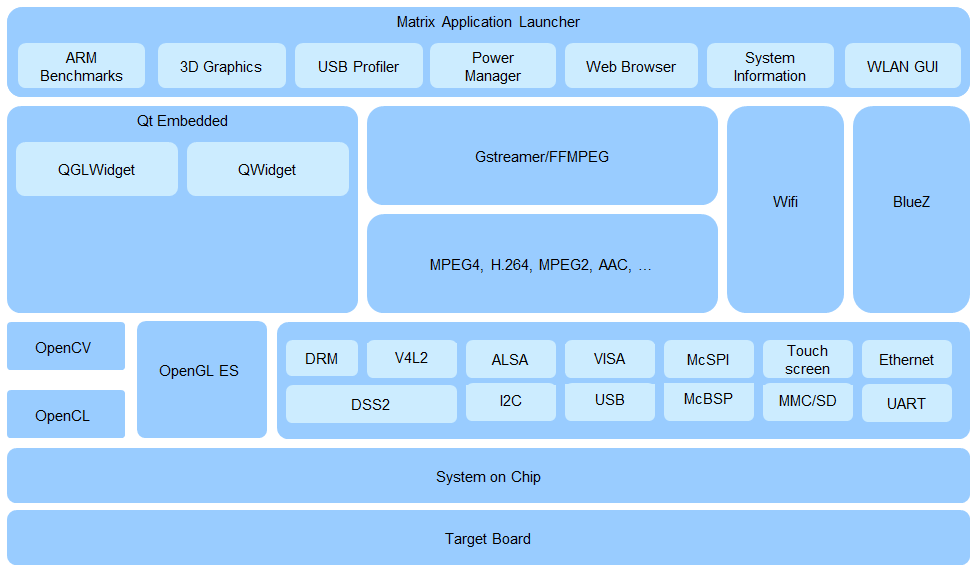 Matrix Application Launcher
ARM
Benchmarks
3D Graphics
USB Profiler
Power
Manager
Web Browser
System
Information
WLAN GUI
Qt Embedded
QGLWidget
QWidget
Gstreamer/FFMPEG
MPEG4, H.264, MPEG2, AAC, ...
Wifi
BlueZ
OpenCV
OpenCL
OpenGL ES
DRM
V4L2
ALSA
VISA
McSPI
Touch
screen
Ethernet
DSS2
I2C
USB
McBSP
MMC/SD
UART
System on Chip
Target Board